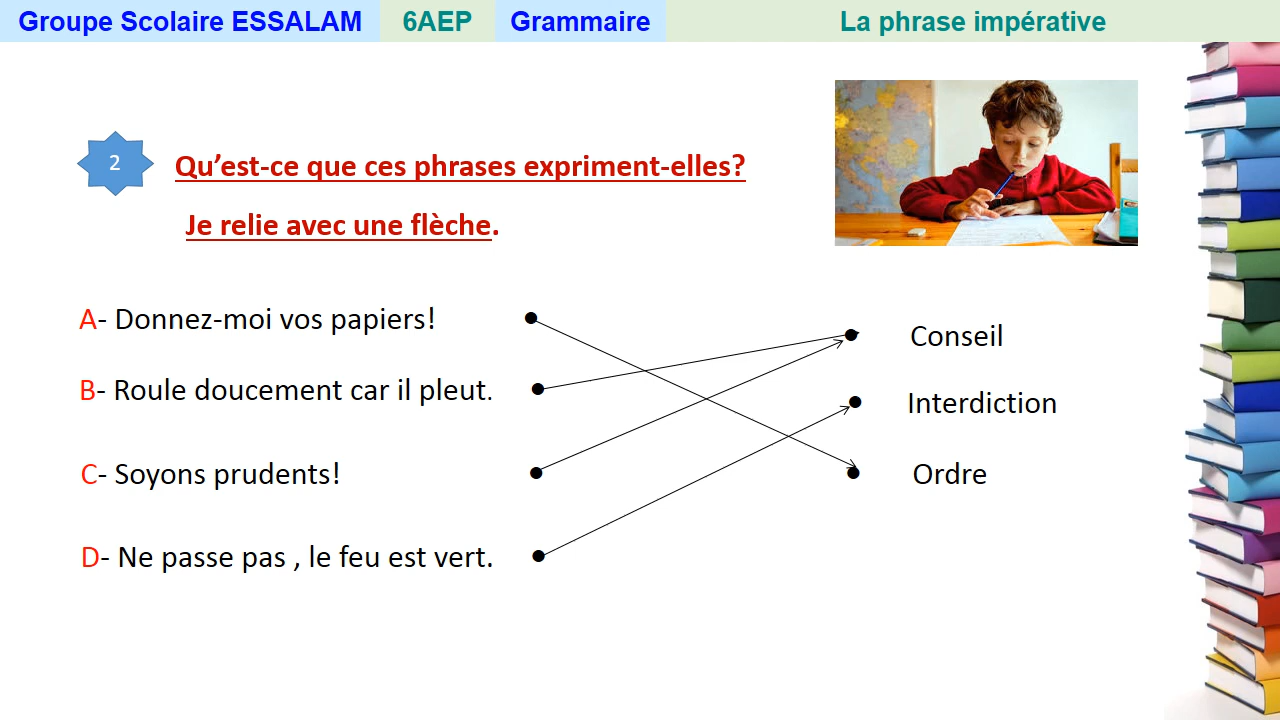 Groupe Scolaire ESSALAM 6AEP Grammaire La phrase impérative
2 Qu’est-ce que ces phrases expriment-elles?
Je relie avec une flèche.
A- Donnez-moi vos papiers!
Conseil
B- Roule doucement car il pleut.
Interdiction
C- Soyons prudents!
Ordre
D- Ne passe pas , le feu est vert.